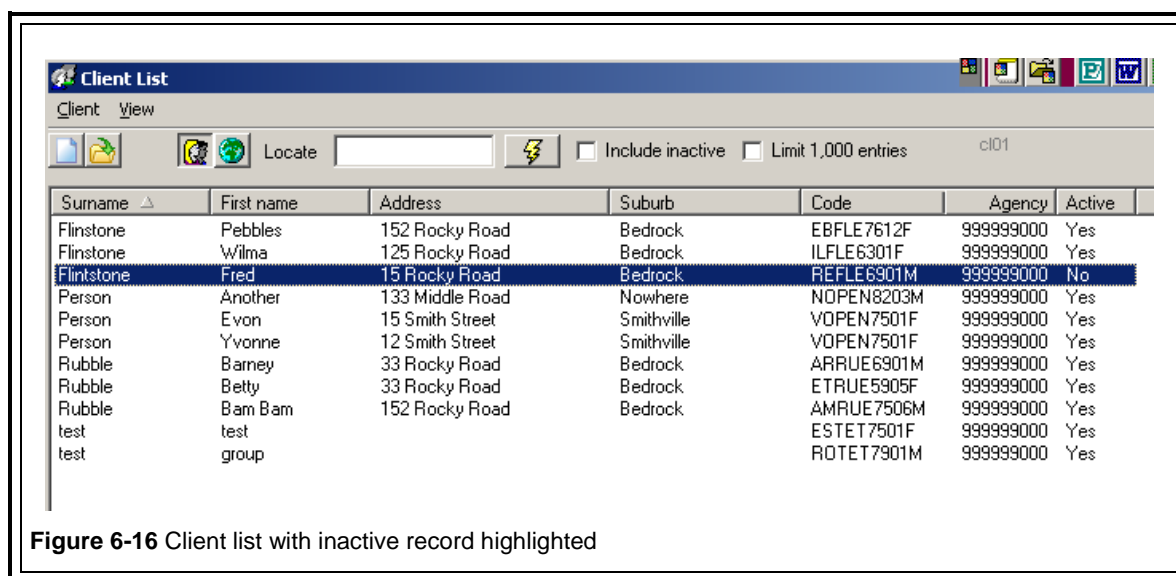 Client List
Client View
Locate Include inactive Limit 1,000 entries cl01
Surname First name Address Suburb Code Agency Active
Flinstone Pebbles 152 Rocky Road Bedrock EBFLE7612F 999999000 Yes
Flinstone Wilma 125 Rocky Road Bedrock ILFLE6301F 999999000 Yes
Flintstone Fred 15 Rocky Road Bedrock REFLE6901M 999999000 No
Person Another 133 Middle Road Nowhere NOPEN8203M 999999000 Yes
Person Evon 15 Smith Street Smithville VOPEN7501F 999999000 Yes
Person Yvonne 12 Smith Street Smithville VOPEN7501F 999999000 Yes
Rubble Barney 33 Rocky Road Bedrock ARRUE6901M 999999000 Yes
Rubble Betty 33 Rocky Road Bedrock ETRUE5905F 999999000 Yes
Rubble Bam Bam 152 Rocky Road Bedrock AMRUE7506M 999999000 Yes
test test ESTET7501F 999999000 Yes
test group ROTET7901M 999999000 Yes
Figure 6-16 Client list with inactive record highlighted